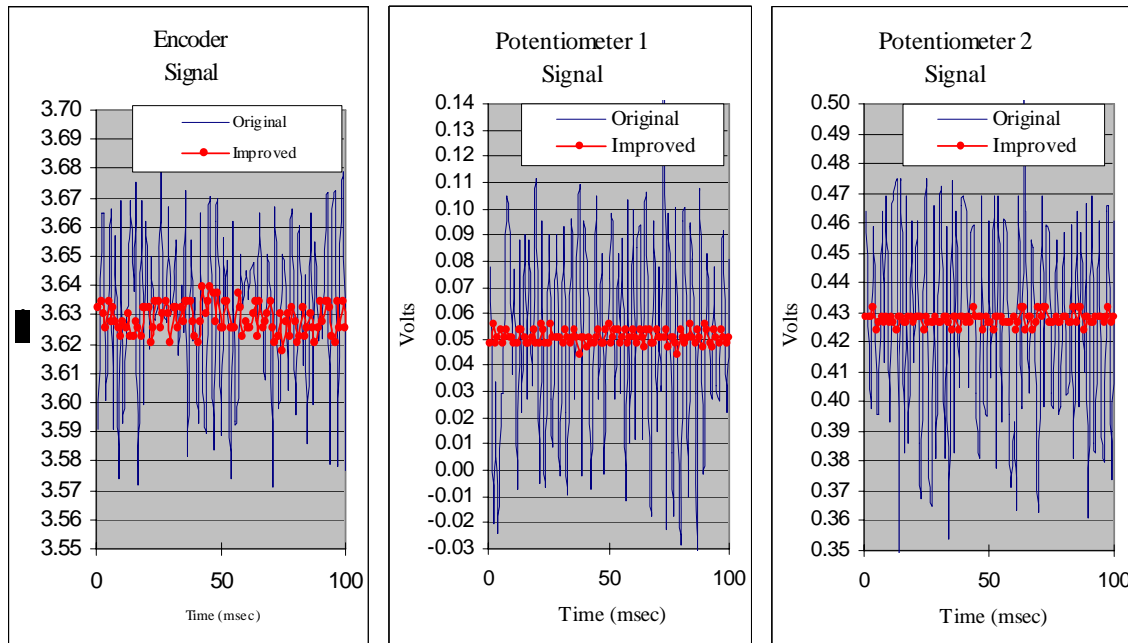 Encoder
Signal
3.70
3.69
3.68
3.67
3.66
3.65
3.64
3.63
3.62
3.61
3.60
3.59
3.58
3.57
3.56
3.55
Original
Improved
0 50 100
Time (msec)
Potentiometer 1
Signal
Volts
0.14
0.13
0.12
0.11
0.10
0.09
0.08
0.07
0.06
0.05
0.04
0.03
0.02
0.01
0.00
-0.01
-0.02
-0.03
Original
Improved
0 50 100
Time (msec)
Potentiometer 2
Signal
Volts
0.50
0.49
0.48
0.47
0.46
0.45
0.44
0.43
0.42
0.41
0.40
0.39
0.38
0.37
0.36
0.35
Original
Improved
0 50 100
Time (msec)